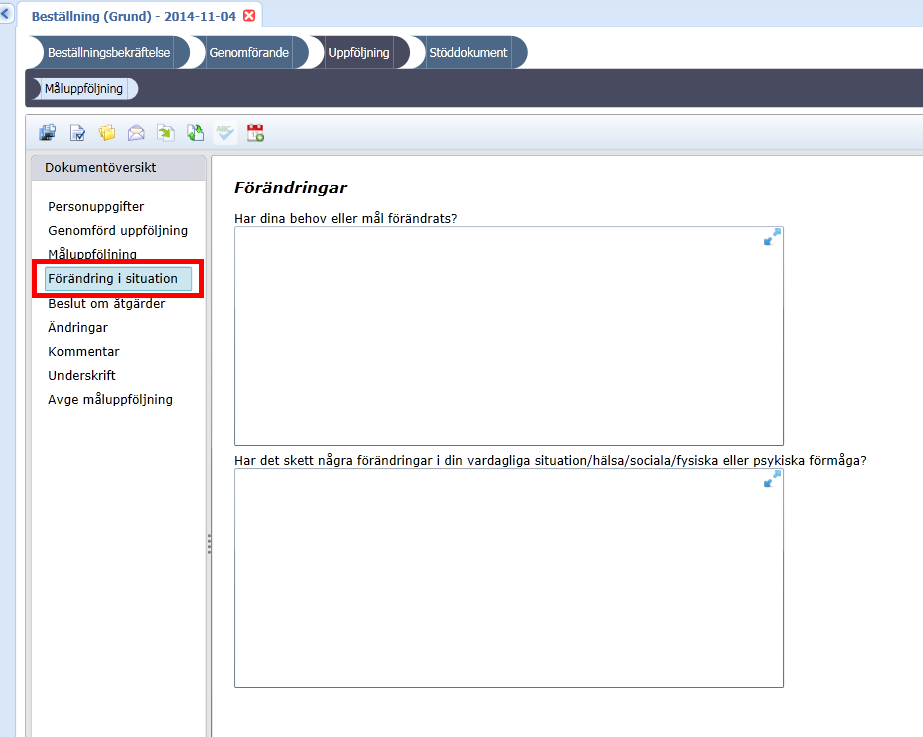 Beställning (Grund) - 2014-11-04
Beställningsbekräftelse Genomförande Uppföljning Stöddokument
Måluppföljning
ABC
Dokumentöversikt
Personuppgifter
Genomförd uppföljning
Måluppföljning
Förändring i situation
Beslut om åtgärder
Ändringar
Kommentar
Underskrift
Avge måluppföljning
Förändringar
Har dina behov eller mål förändrats?
Har det skett några förändringar i din vardagliga situation/hälsa/sociala/fysiska eller psykiska förmåga?